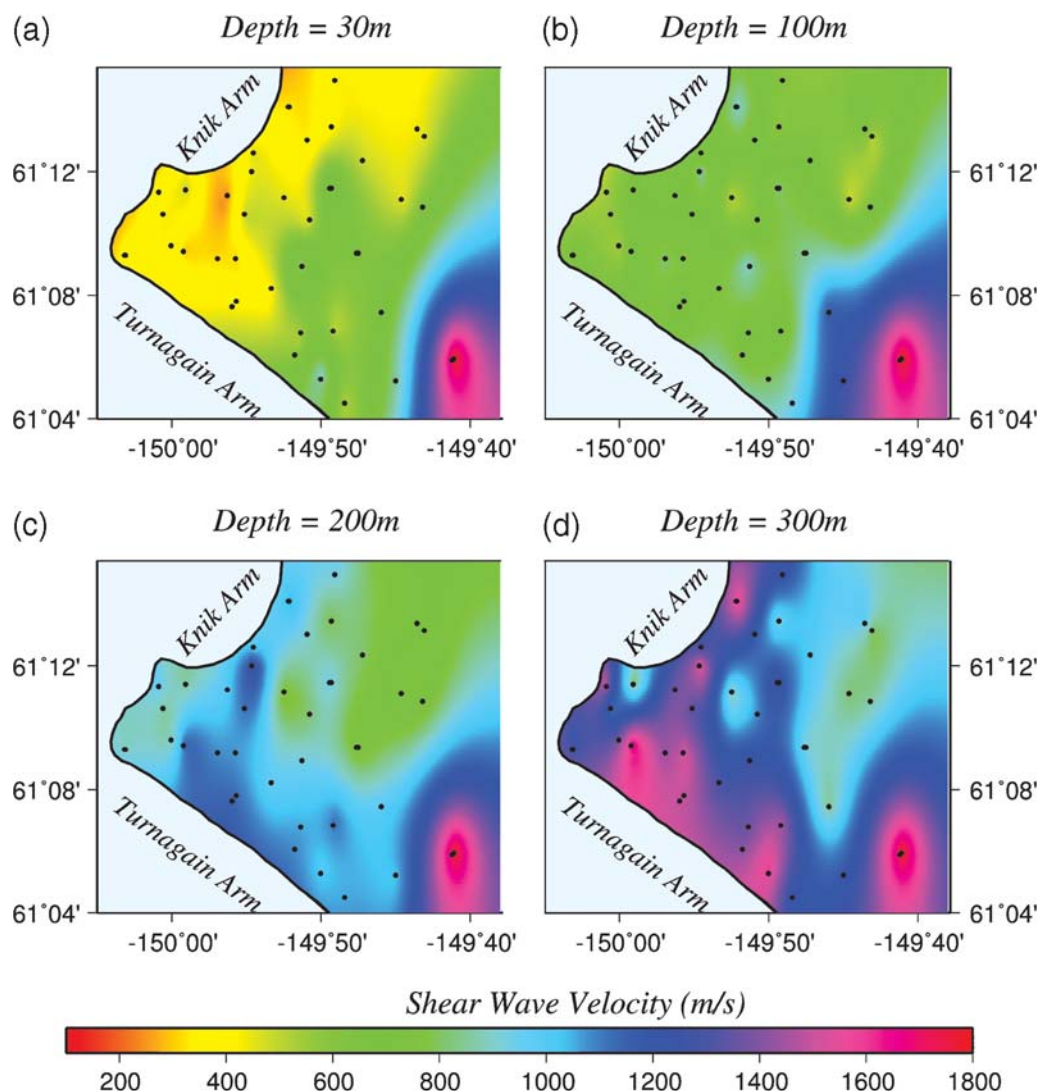 (a) Depth = 30m
(b) Depth = 100m
Knik Arm
Turnagain Arm
61°12'
61°08'
61°04'
-150°00' -149°50' -149°40'
Knik Arm
Turnagain Arm
61°12'
61°08'
61°04'
-150°00' -149°50' -149°40'
(c) Depth = 200m
(d) Depth = 300m
Knik Arm
Turnagain Arm
61°12'
61°08'
61°04'
-150°00' -149°50' -149°40'
Knik Arm
Turnagain Arm
61°12'
61°08'
61°04'
-150°00' -149°50' -149°40'
Shear Wave Velocity (m/s)
200 400 600 800 1000 1200 1400 1600 1800